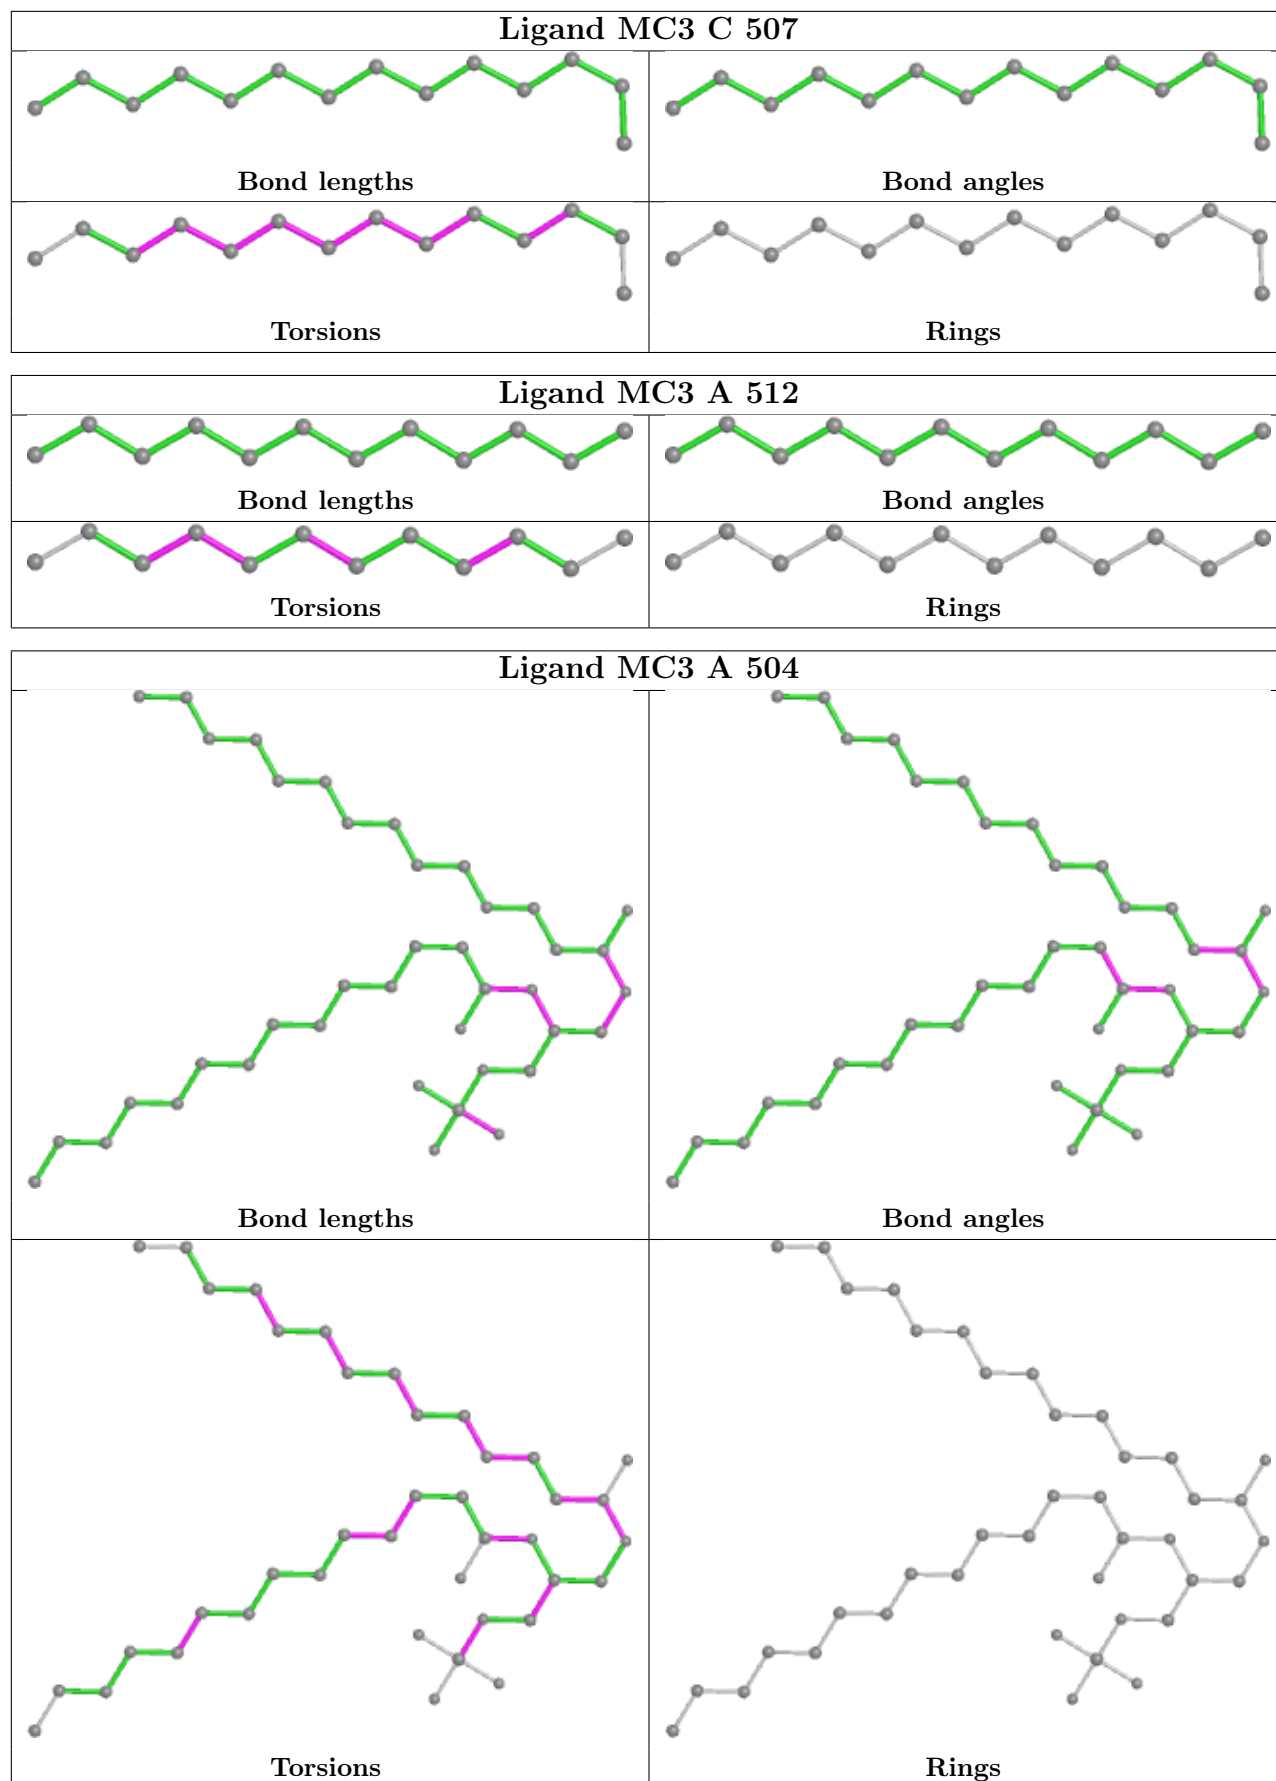 Ligand MC3 C 507
Bond lengths
Bond angles
Torsions
Rings
Ligand MC3 A 512
Bond lengths
Bond angles
Torsions
Rings
Ligand MC3 A 504
Bond lengths
Bond angles
Torsions
Rings